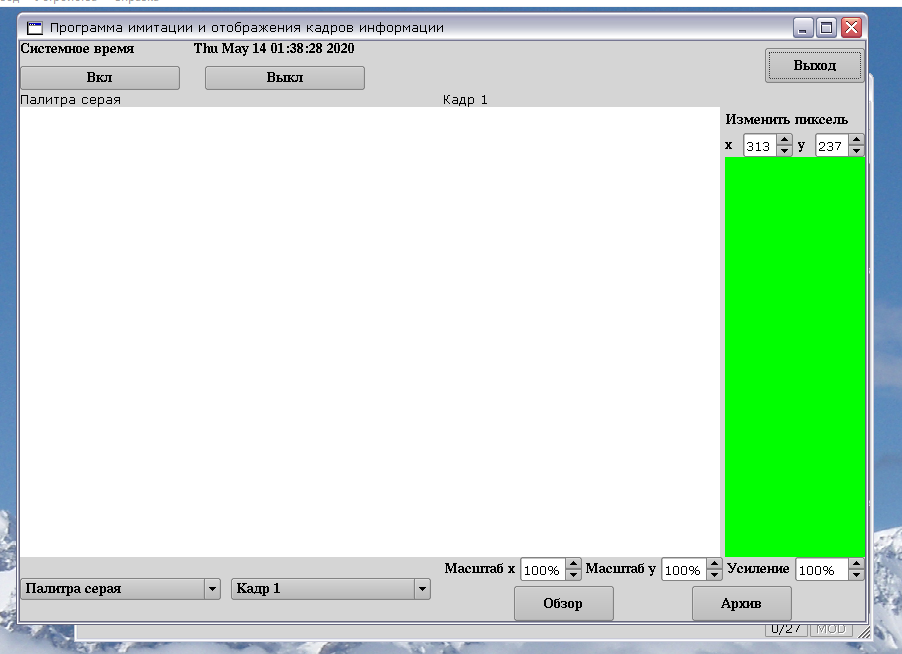 Программа имитации и отображения кадров информации
Системное время Thu May 14 01:38:28 2020
Вкл Выкл Выход
Палитра серая Кадр 1
Изменить пиксель
x 313 y 237
Масштаб x 100% Масштаб y 100% Усиление 100%
Палитра серая Кадр 1
Обзор Архив
0/27 MOD